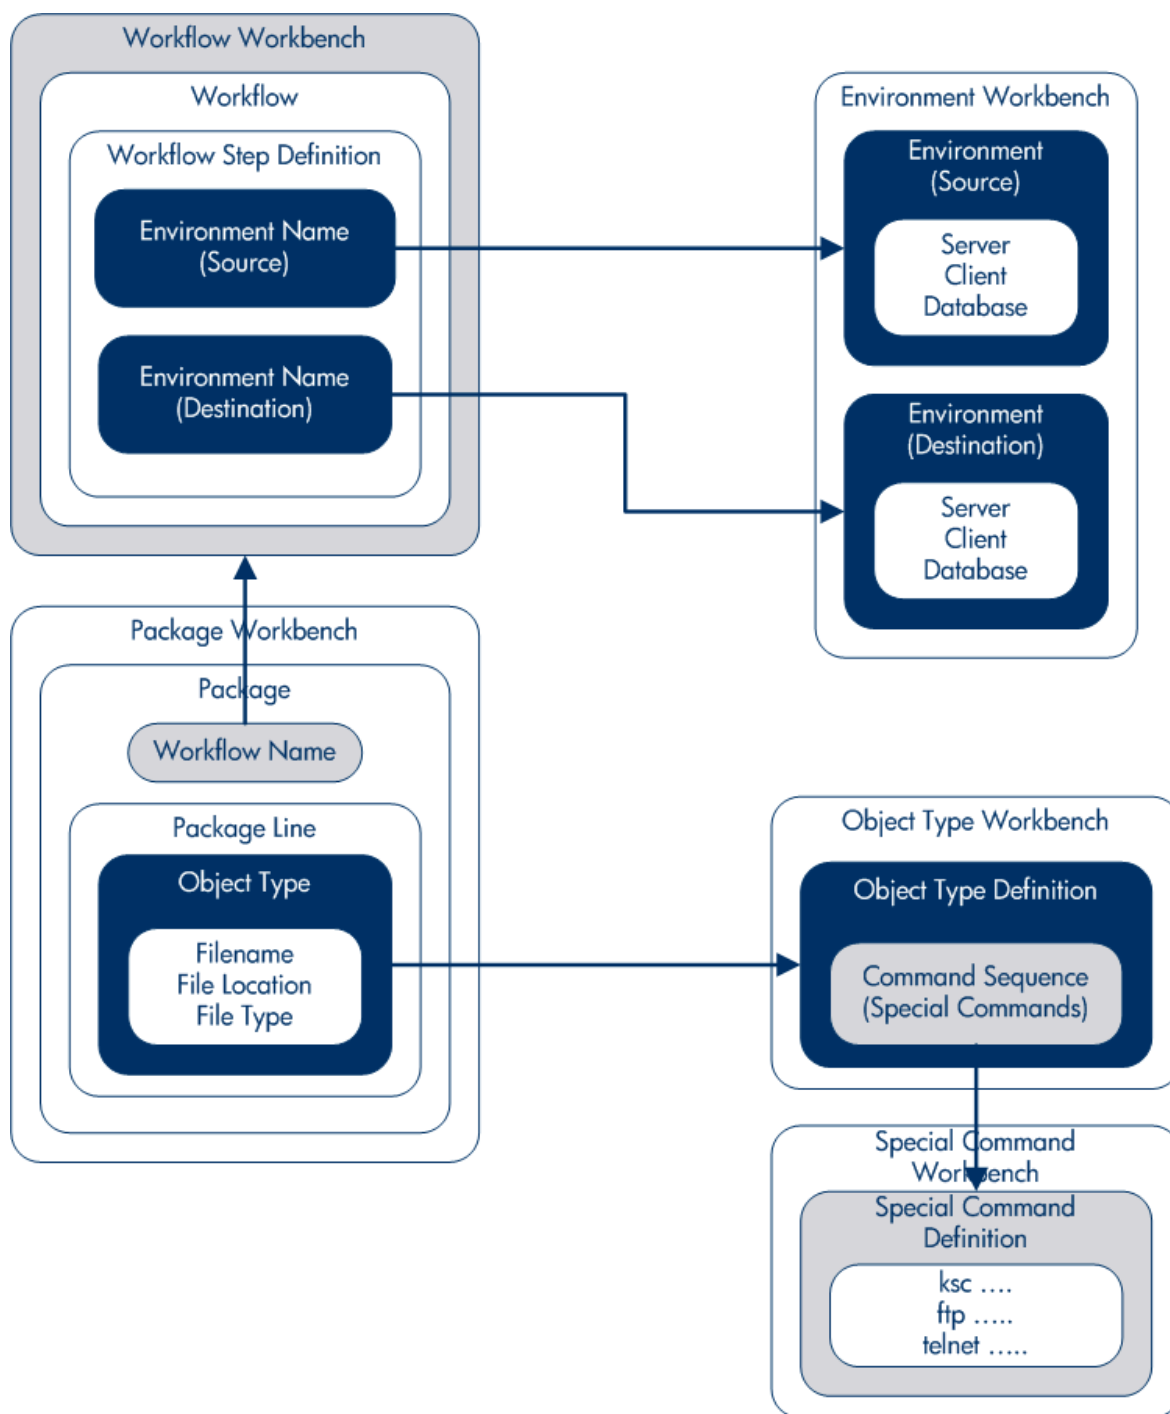 Workflow Workbench
Workflow
Workflow Step Definition
Environment Name
(Source)
Environment Name
(Destination)
Environment Workbench
Environment
(Source)
Server
Client
Database
Environment
(Destination)
Server
Client
Database
Package Workbench
Package
Workflow Name
Package Line
Object Type
Filename
File Location
File Type
Object Type Workbench
Object Type Definition
Command Sequence
(Special Commands)
Special Command
Workbench
Special Command
Definition
ksc ....
ftp .....
telnet .....